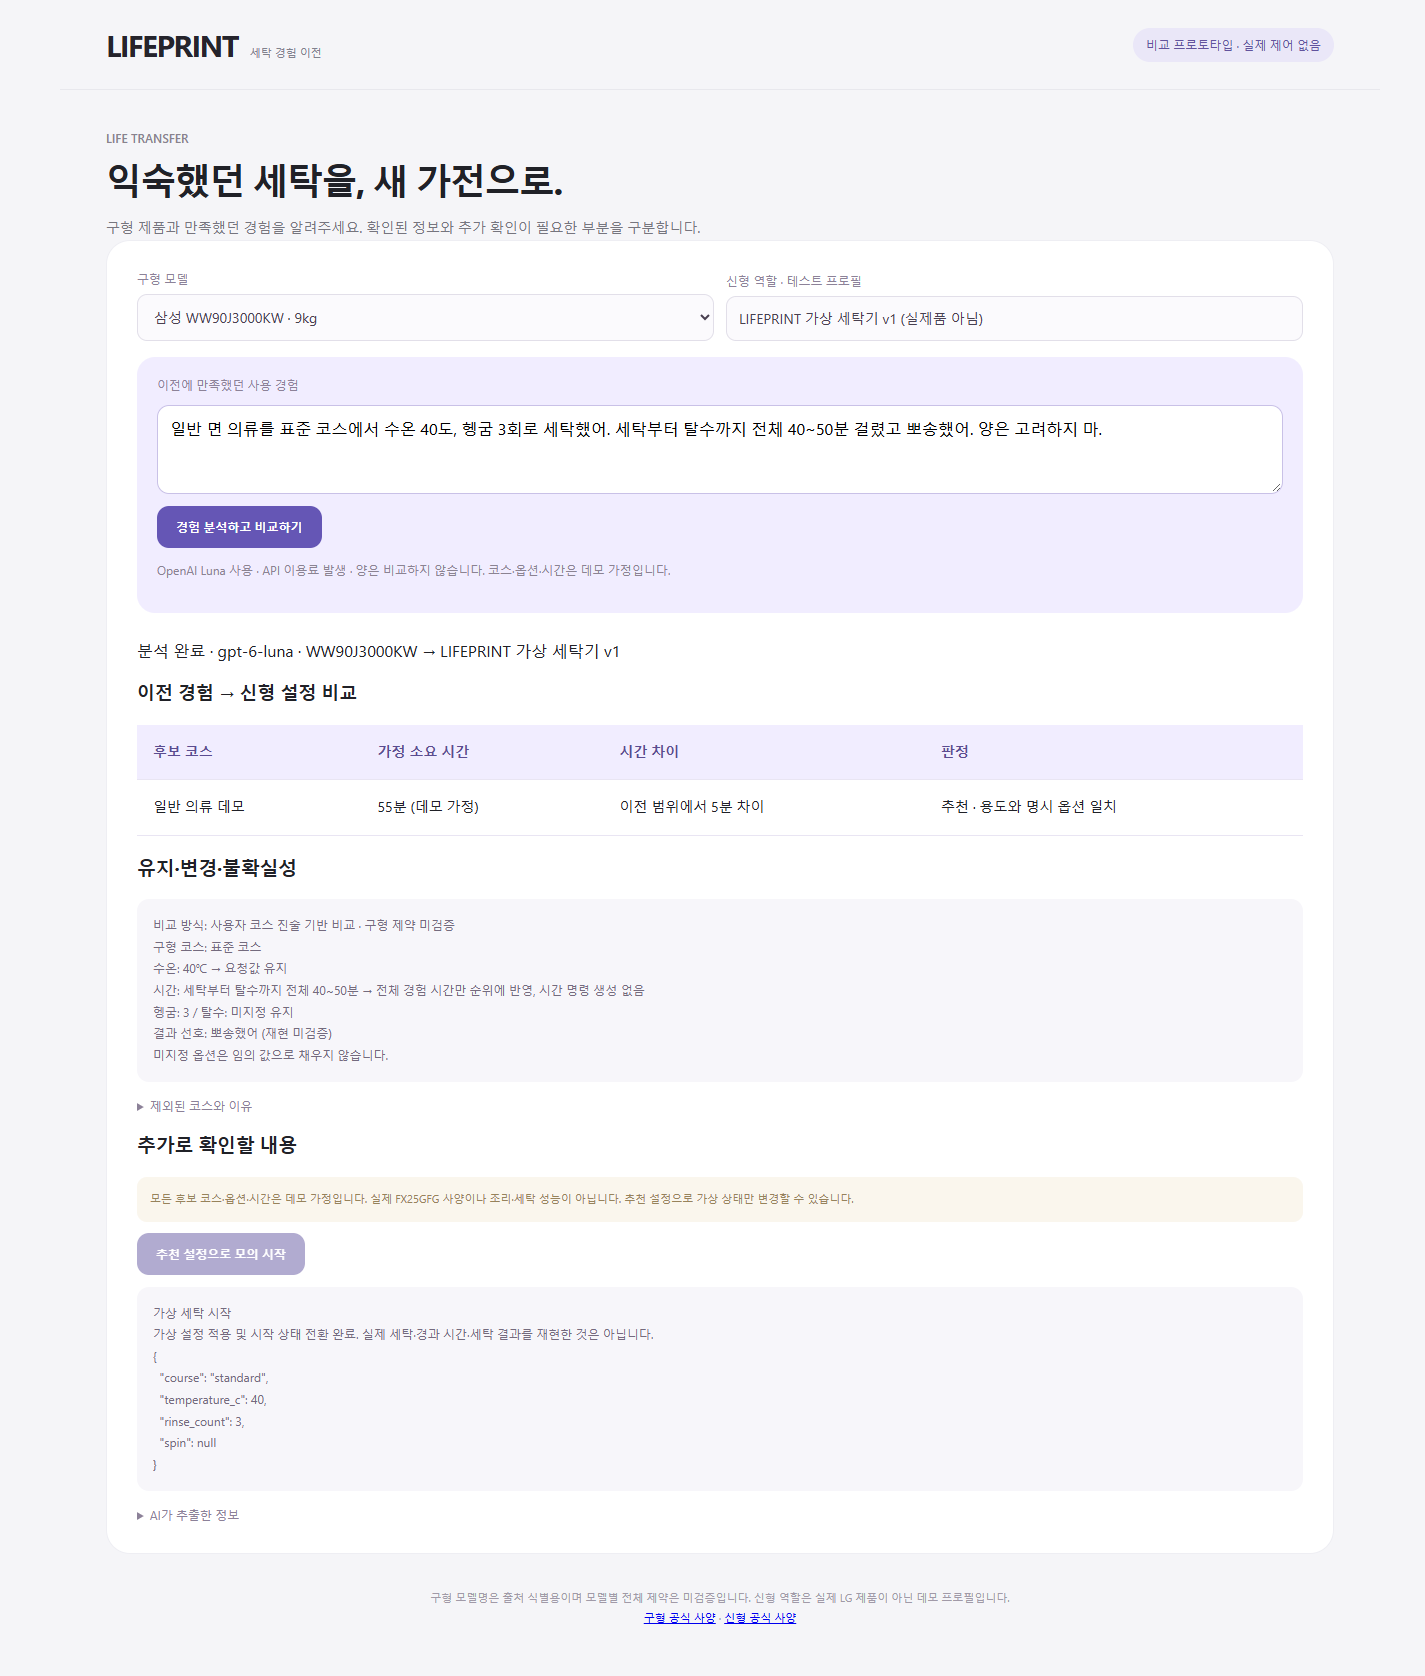 LIFEPRINT 세탁 경험 이전
비교 프로토타입 · 실제 제어 없음
LIFE TRANSFER
익숙했던 세탁을, 새 가전으로.
구형 제품과 만족했던 경험을 알려주세요. 확인된 정보와 추가 확인이 필요한 부분을 구분합니다.
구형 모델
삼성 WW90J3000KW · 9kg
신형 역할 · 테스트 프로필
LIFEPRINT 가상 세탁기 v1 (실제품 아님)
이전에 만족했던 사용 경험
일반 면 의류를 표준 코스에서 수온 40도, 헹굼 3회로 세탁했어. 세탁부터 탈수까지 전체 40~50분 걸렸고 뽀송했어. 양은 고려하지 마.
경험 분석하고 비교하기
OpenAI Luna 사용 · API 이용료 발생 · 양은 비교하지 않습니다. 코스·옵션·시간은 데모 가정입니다.
분석 완료 · gpt-6-luna · WW90J3000KW → LIFEPRINT 가상 세탁기 v1
이전 경험 → 신형 설정 비교
후보 코스 가정 소요 시간 시간 차이 판정
일반 의류 데모 55분 (데모 가정) 이전 범위에서 5분 차이 추천 · 용도와 명시 옵션 일치
유지·변경·불확실성
비교 방식: 사용자 코스 진술 기반 비교 · 구형 제약 미검증
구형 코스: 표준 코스
수온: 40℃ → 요청값 유지
시간: 세탁부터 탈수까지 전체 40~50분 → 전체 경험 시간만 순위에 반영, 시간 명령 생성 없음
헹굼: 3 / 탈수: 미지정 유지
결과 선호: 뽀송했어 (재현 미검증)
미지정 옵션은 임의 값으로 채우지 않습니다.
▶ 제외된 코스와 이유
추가로 확인할 내용
모든 후보 코스·옵션·시간은 데모 가정입니다. 실제 FX25GFG 사양이나 조리·세탁 성능이 아닙니다. 추천 설정으로 가상 상태만 변경할 수 있습니다.
추천 설정으로 모의 시작
가상 세탁 시작
가상 설정 적용 및 시작 상태 전환 완료. 실제 세탁·경과 시간·세탁 결과를 재현한 것은 아닙니다.
{
"course": "standard",
"temperature_c": 40,
"rinse_count": 3,
"spin": null
}
▶ AI가 추출한 정보
구형 모델명은 출처 식별용이며 모델별 전체 제약은 미검증입니다. 신형 역할은 실제 LG 제품이 아닌 데모 프로필입니다.
구형 공식 사양 · 신형 공식 사양